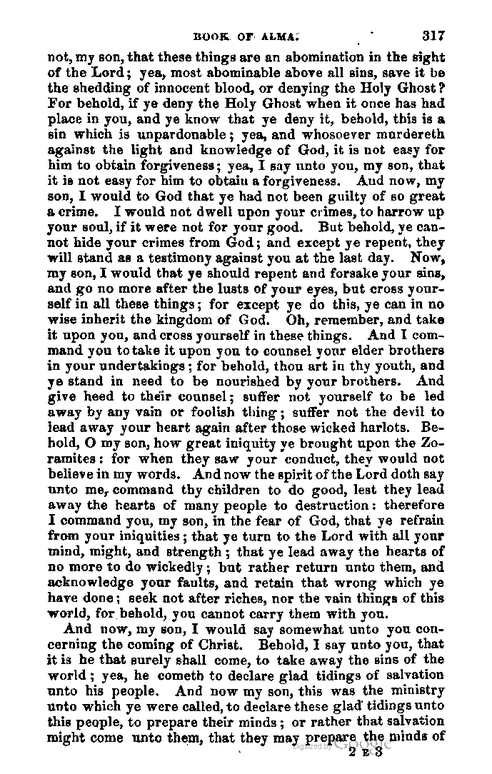 BOOK OF ALMA. 317
not, my son, that these things are an abomination in the sight
of the Lord; yea, most abominable above all sins, save it be
the shedding of innocent blood, or denying the Holy Ghost?
For behold, if ye deny the Holy Ghost when it once has had
place in you, and ye know that ye deny it, behold, this is a
sin which is unpardonable; yea, and whosoever murdereth
against the light and knowledge of God, it is not easy for
him to obtain forgiveness; yea, I say unto you, my son, that
it is not easy for him to obtain a forgiveness. And now, my
son, I would to God that ye had not been guilty of so great
a crime. I would not dwell upon your crimes, to harrow up
your soul, if it were not for your good. But behold, ye can-
not hide your crimes from God; and except ye repent, they
will stand as a testimony against you at the last day. Now,
my son, I would that ye should repent and forsake your sins,
and go no more after the lusts of your eyes, but cross your-
self in all these things; for except ye do this, ye can in no
wise inherit the kingdom of God. Oh, remember, and take
it upon you, and cross yourself in these things. And I com-
mand you to take it upon you to counsel your elder brothers
in your undertakings; for behold, thou art in thy youth, and
ye stand in need to be nourished by your brothers. And
give heed to their counsel; suffer not yourself to be led
away by any vain or foolish thing; suffer not the devil to
lead away your heart again after those wicked harlots. Be-
hold, O my son, how great iniquity ye brought upon the Zo-
ramites: for when they saw your conduct, they would not
believe in my words. And now the spirit of the Lord doth say
unto me, command thy children to do good, lest they lead
away the hearts of many people to destruction: therefore
I command you, my son, in the fear of God, that ye refrain
from your iniquities; that ye turn to the Lord with all your
mind, might, and strength; that ye lead away the hearts of
no more to do wickedly; but rather return unto them, and
acknowledge your faults, and retain that wrong which ye
have done; seek not after riches, nor the vain things of this
world, for behold, you cannot carry them with you.
And now, my son, I would say somewhat unto you con-
cerning the coming of Christ. Behold, I say unto you, that
it is he that surely shall come, to take away the sins of the
world; yea, he cometh to declare glad tidings of salvation
unto his people. And now my son, this was the ministry
unto which ye were called, to declare these glad tidings unto
this people, to prepare their minds; or rather that salvation
might come unto them, that they may prepare the minds of
2 E 3
Digitized by Google